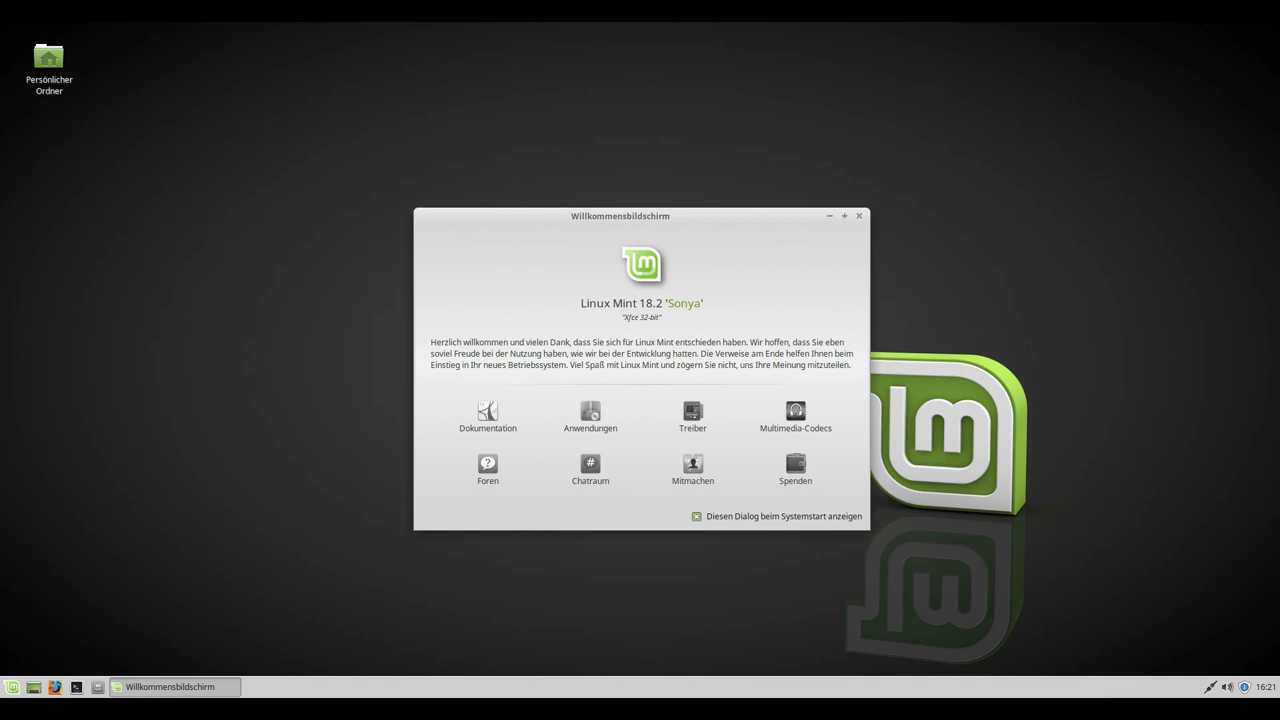 Persönlicher
Ordner
Willkommensbildschirm
Linux Mint 18.2 'Sonya'
"Xfce 32-bit"
Herzlich willkommen und vielen Dank, dass Sie sich für Linux Mint entschieden haben. Wir hoffen, dass Sie eben
soviel Freude bei der Nutzung haben, wie wir bei der Entwicklung hatten. Die Verweise am Ende helfen Ihnen beim
Einstieg in Ihr neues Betriebssystem. Viel Spaß mit Linux Mint und zögern Sie nicht, uns Ihre Meinung mitzuteilen.
Dokumentation Anwendungen Treiber Multimedia-Codecs
Foren Chatraum Mitmachen Spenden
Diesen Dialog beim Systemstart anzeigen
Willkommensbildschirm
16:21